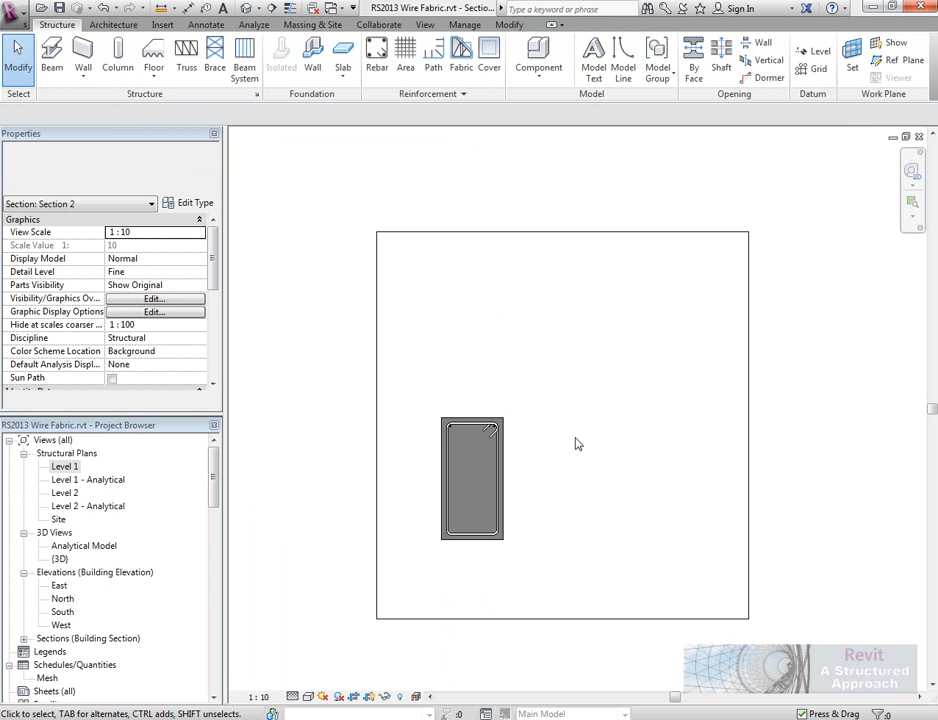 RS2013 Wire Fabric.rvt - Sectio...
Type a keyword or phrase
Sign In
Structure Architecture Insert Annotate Analyze Massing & Site Collaborate View Manage Modify
Modify Beam Wall Column Floor Truss Brace Beam System Isolated Wall Slab Rebar Area Path Fabric Cover Component Model Text Model Line Model Group By Face Shaft Wall Vertical Dormer Level Grid Set Show Ref Plane Viewer
Select Structure Foundation Reinforcement Model Opening Datum Work Plane
Properties
Section: Section 2 Edit Type
Graphics
View Scale 1 : 10
Scale Value 1: 10
Display Model Normal
Detail Level Fine
Parts Visibility Show Original
Visibility/Graphics Ov... Edit...
Graphic Display Options Edit...
Hide at scales coarser ... 1 : 100
Discipline Structural
Color Scheme Location Background
Default Analysis Displ... None
Sun Path
RS2013 Wire Fabric.rvt - Project Browser
Views (all)
Structural Plans
Level 1
Level 1 - Analytical
Level 2
Level 2 - Analytical
Site
3D Views
Analytical Model
{3D}
Elevations (Building Elevation)
East
North
South
West
Sections (Building Section)
Legends
Schedules/Quantities
Mesh
Sheets (all)
2D
Revit
A Structured
Approach
1 : 10
Click to select, TAB for alternates, CTRL adds, SHIFT unselects. :0 Main Model Press & Drag :0